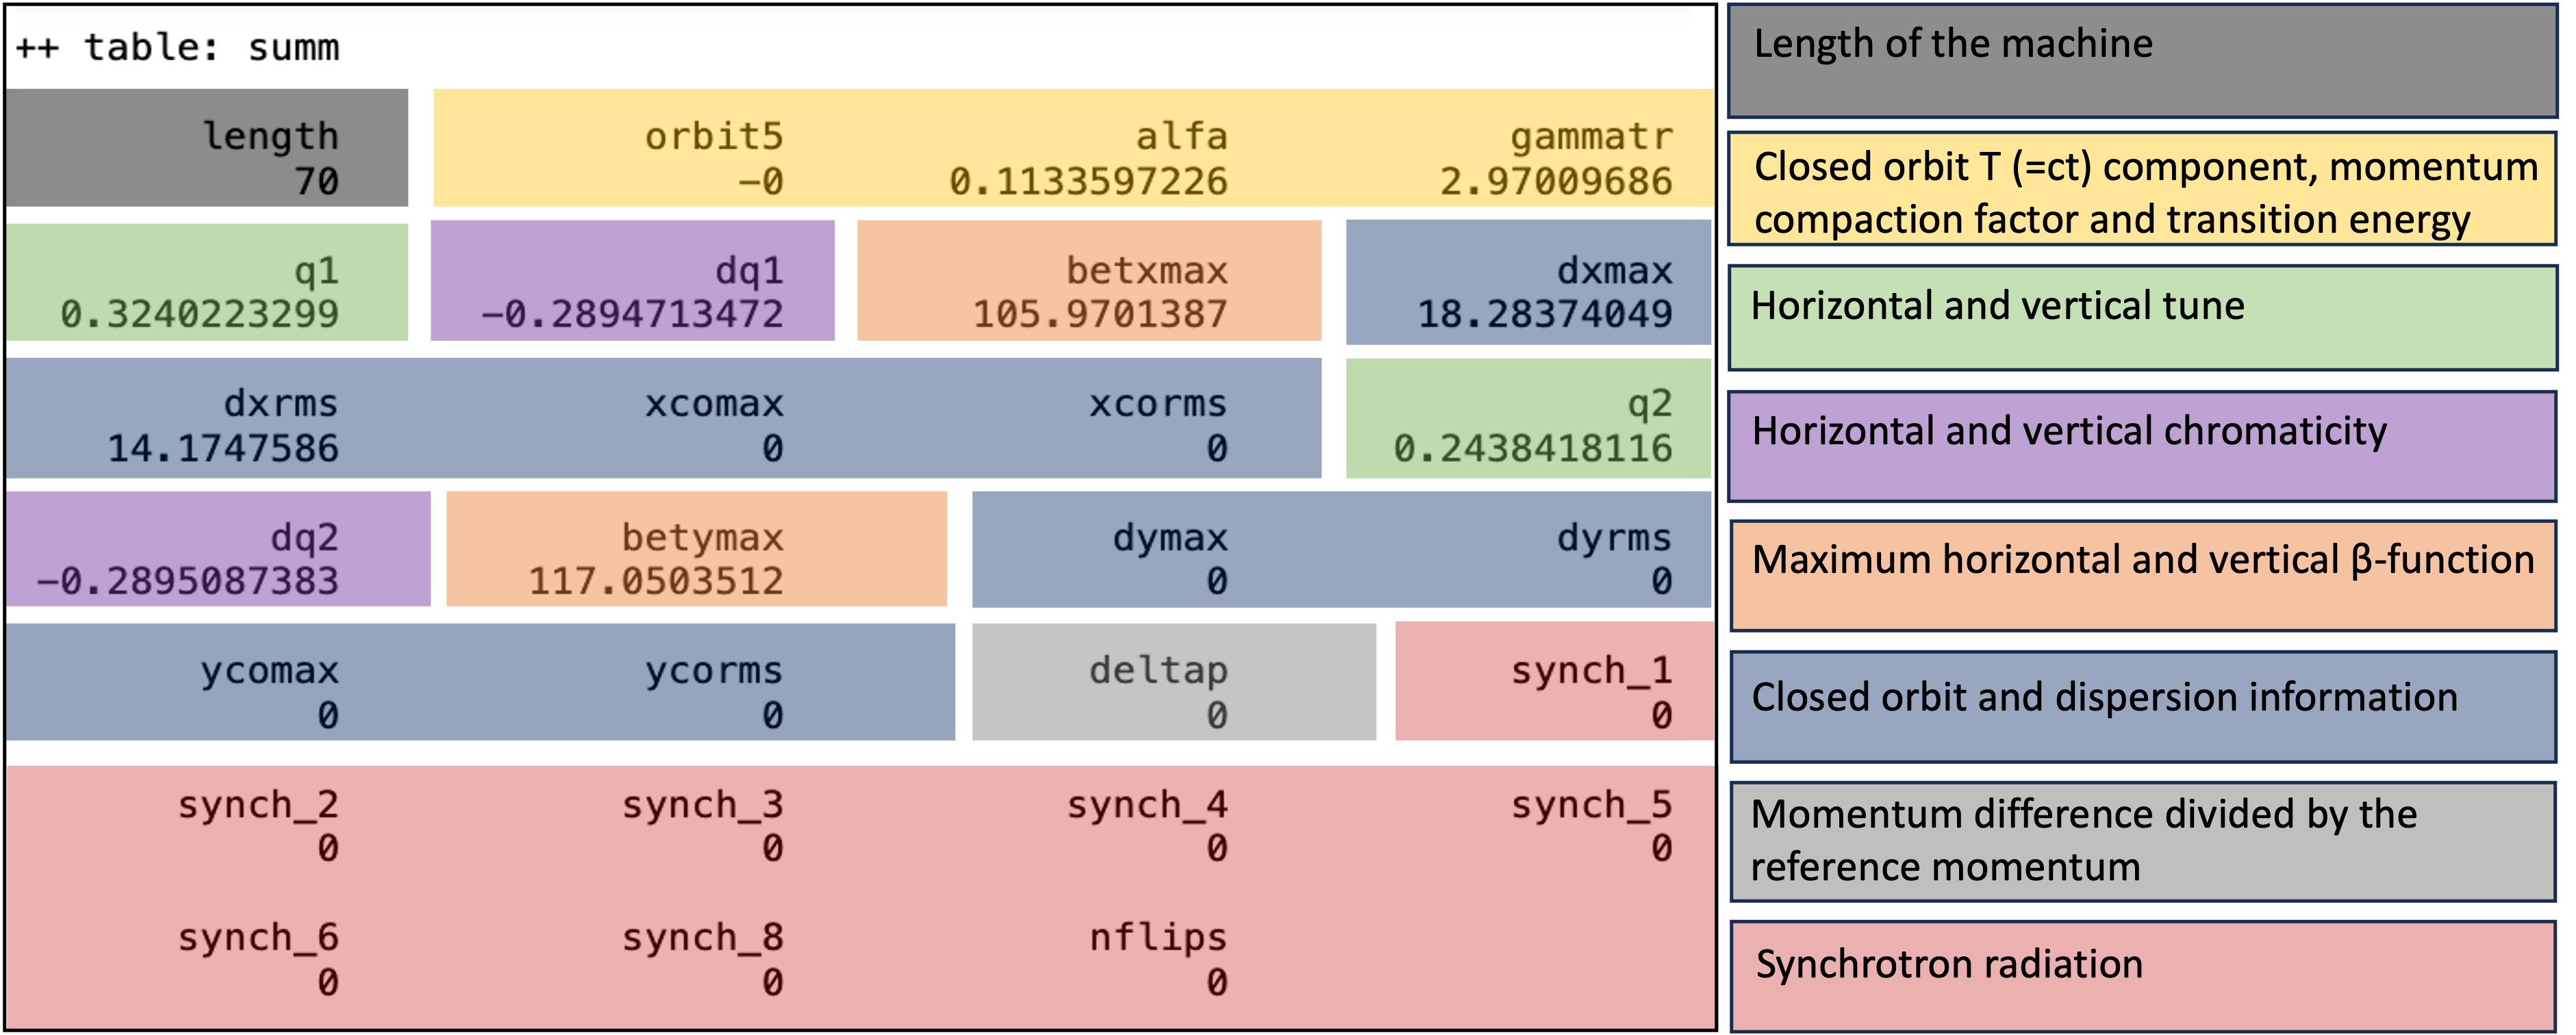 ++ table: summ
length orbit5 alfa gammatr
70 -0 0.1133597226 2.97009686
q1 dq1 betxmax dxmax
0.3240223299 -0.2894713472 105.9701387 18.28374049
dxrms xcomax xcorms q2
14.1747586 0 0 0.2438418116
dq2 betymax dymax dyrms
-0.2895087383 117.0503512 0 0
ycomax ycorms deltap synch_1
0 0 0 0
synch_2 synch_3 synch_4 synch_5
0 0 0 0
synch_6 synch_8 nflips
0 0 0
Length of the machine
Closed orbit T (=ct) component, momentum
compaction factor and transition energy
Horizontal and vertical tune
Horizontal and vertical chromaticity
Maximum horizontal and vertical β-function
Closed orbit and dispersion information
Momentum difference divided by the
reference momentum
Synchrotron radiation